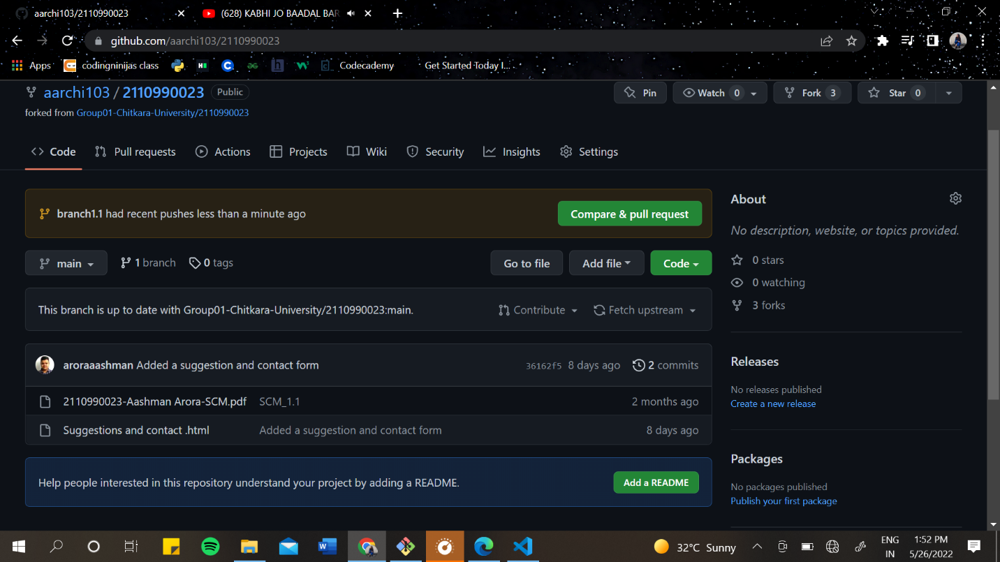 aarchi103/2110990023
(628) KABHI JO BAADAL BAR
github.com/aarchi103/2110990023
Apps codingninijas class Codecademy Get Started Today I...
aarchi103 / 2110990023 Public Pin Watch 0 Fork 3 Star 0
forked from Group01-Chitkara-University/2110990023
Code Pull requests Actions Projects Wiki Security Insights Settings
branch1.1 had recent pushes less than a minute ago Compare & pull request
main 1 branch 0 tags Go to file Add file Code
This branch is up to date with Group01-Chitkara-University/2110990023:main. Contribute Fetch upstream
aroraaashman Added a suggestion and contact form 36162f5 8 days ago 2 commits
2110990023-Aashman Arora-SCM.pdf SCM_1.1 2 months ago
Suggestions and contact .html Added a suggestion and contact form 8 days ago
Help people interested in this repository understand your project by adding a README. Add a README
About
No description, website, or topics provided.
0 stars
0 watching
3 forks
Releases
No releases published
Create a new release
Packages
No packages published
Publish your first package
32°C Sunny
ENG
IN
1:52 PM
5/26/2022